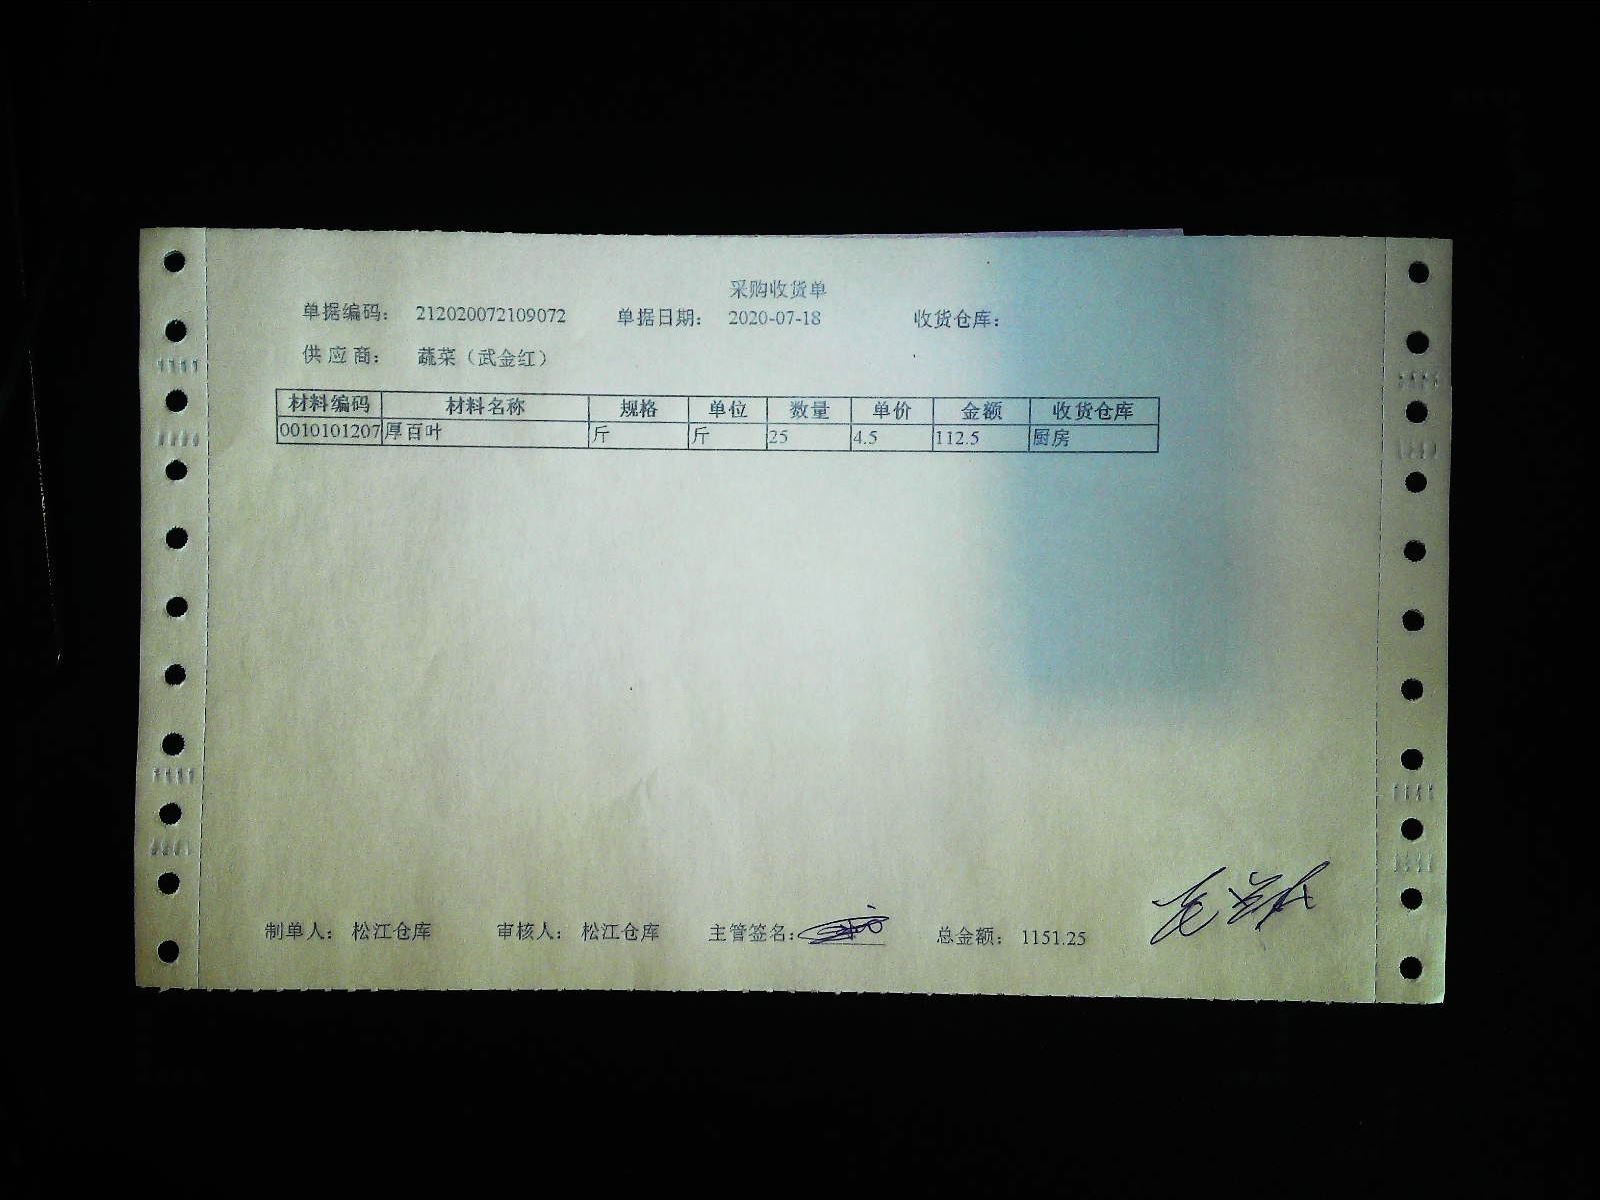 采购收货单
单据编码： 212020072109072 单据日期： 2020-07-18 收货仓库：
供 应 商： 蔬菜（武金红）
材料编码 材料名称 规格 单位 数量 单价 金额 收货仓库
0010101207 厚百叶 斤 斤 25 4.5 112.5 厨房
制单人： 松江仓库 审核人： 松江仓库 主管签名： 总金额： 1151.25